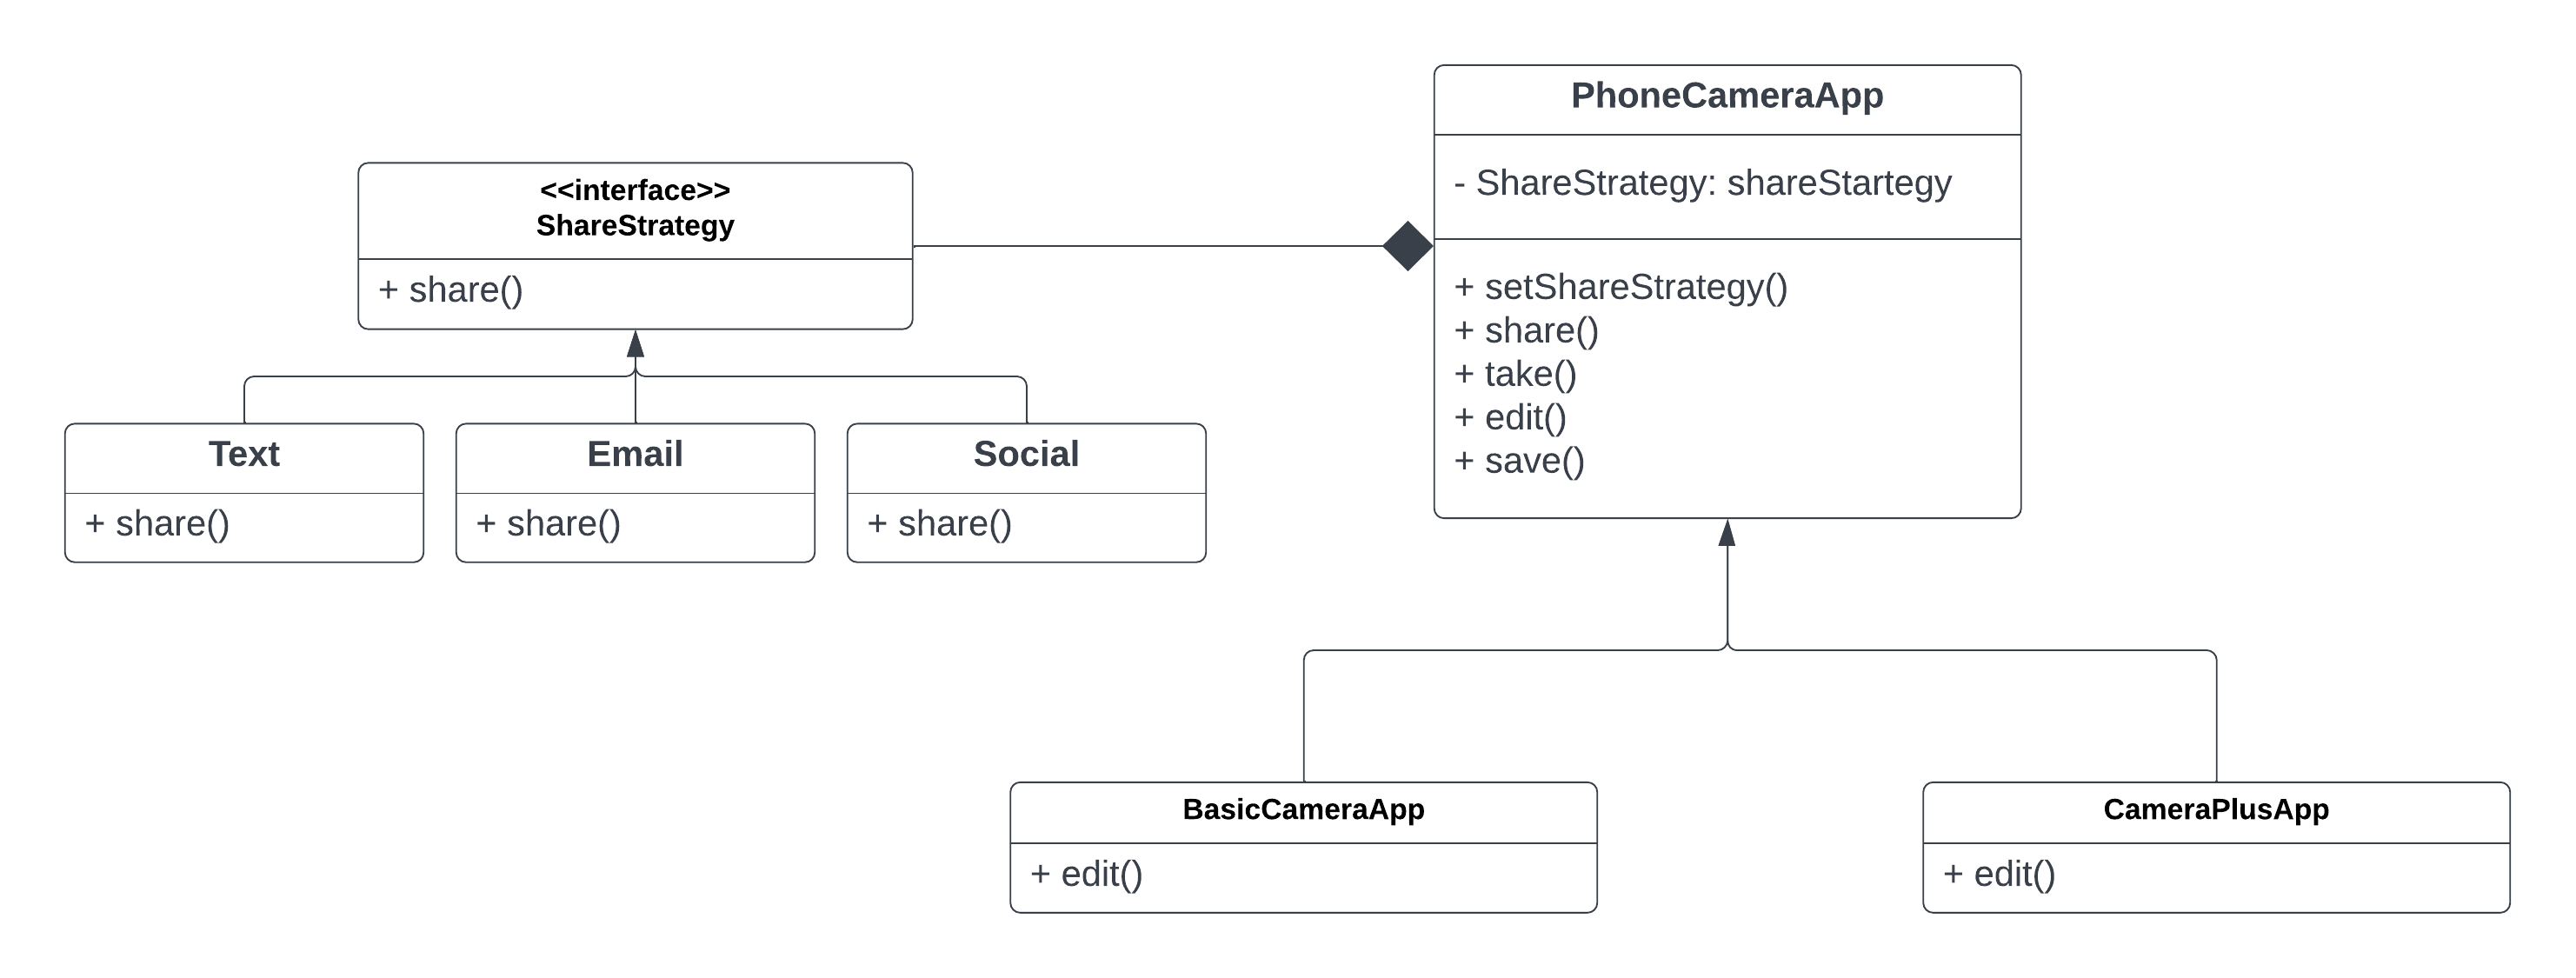 PhoneCameraApp
- ShareStrategy: shareStartegy
+ setShareStrategy()
+ share()
+ take()
+ edit()
+ save()
<<interface>>
ShareStrategy
+ share()
Text
+ share()
Email
+ share()
Social
+ share()
BasicCameraApp
+ edit()
CameraPlusApp
+ edit()